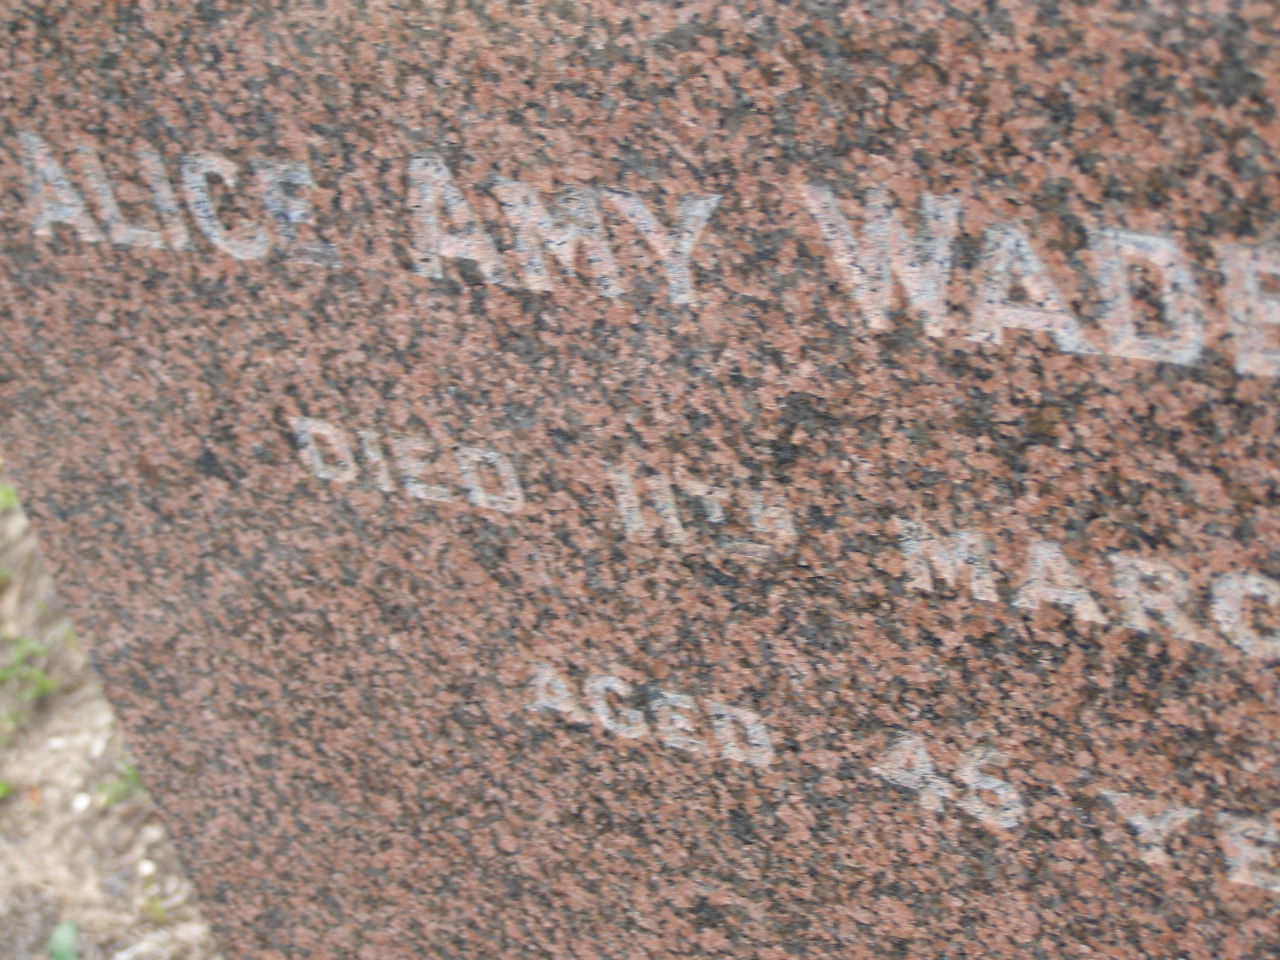 ALICE AMY WADE
DIED 11TH MARC
AGED 46 YE